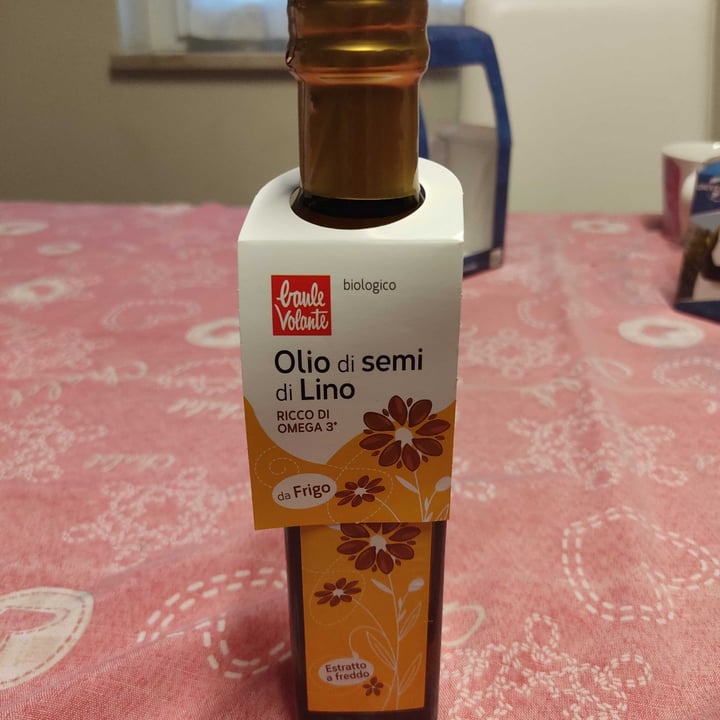 baule
volante
biologico
Olio di semi
di Lino
RICCO DI
OMEGA 3*
da Frigo
Estratto
a freddo